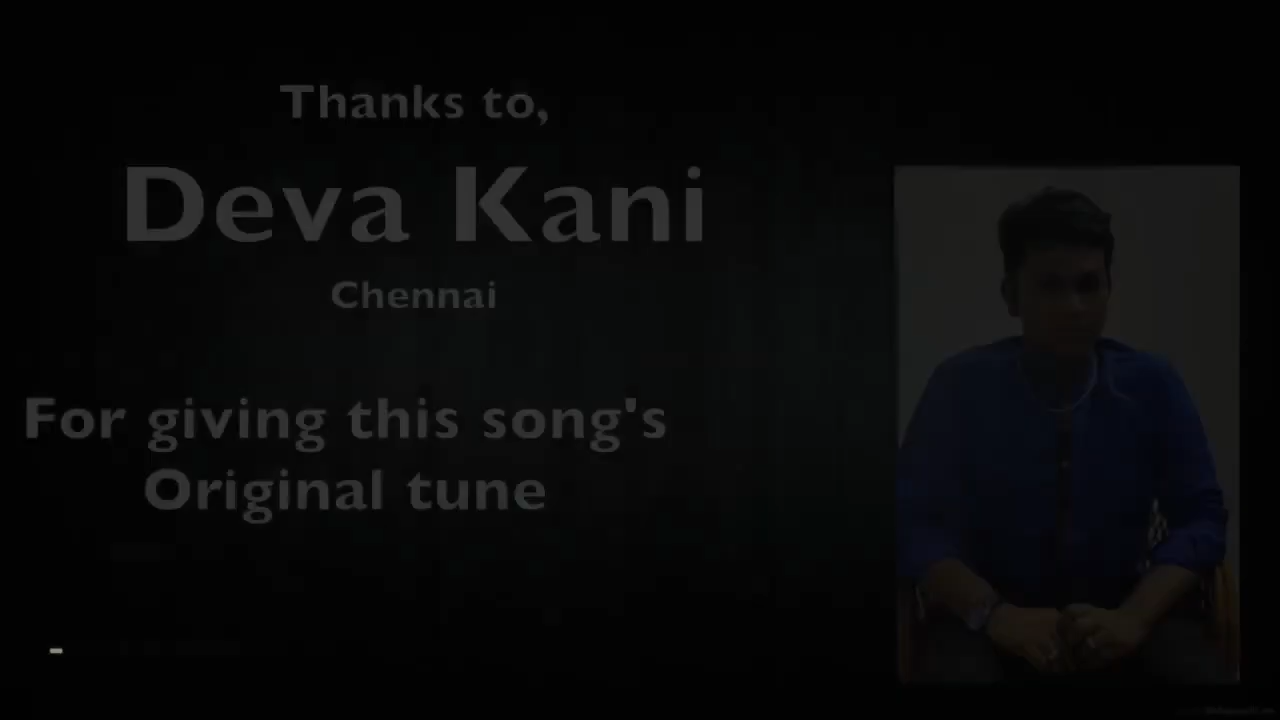 Thanks to,
Deva Kani
Chennai
For giving this song's
Original tune